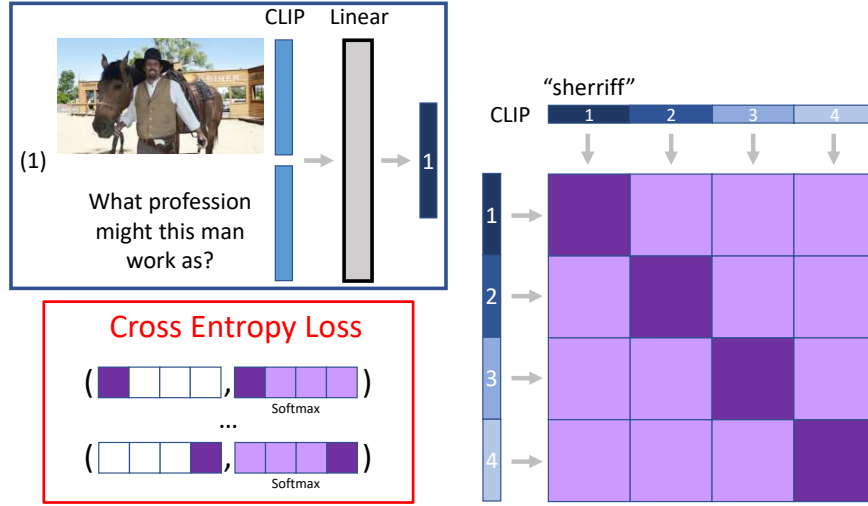 CLIP Linear
DINER
(1)
1
What profession
might this man
work as?
Cross Entropy Loss
( , )
Softmax
...
( , )
Softmax
"sherriff"
CLIP 1 2 3 4
1
2
3
4